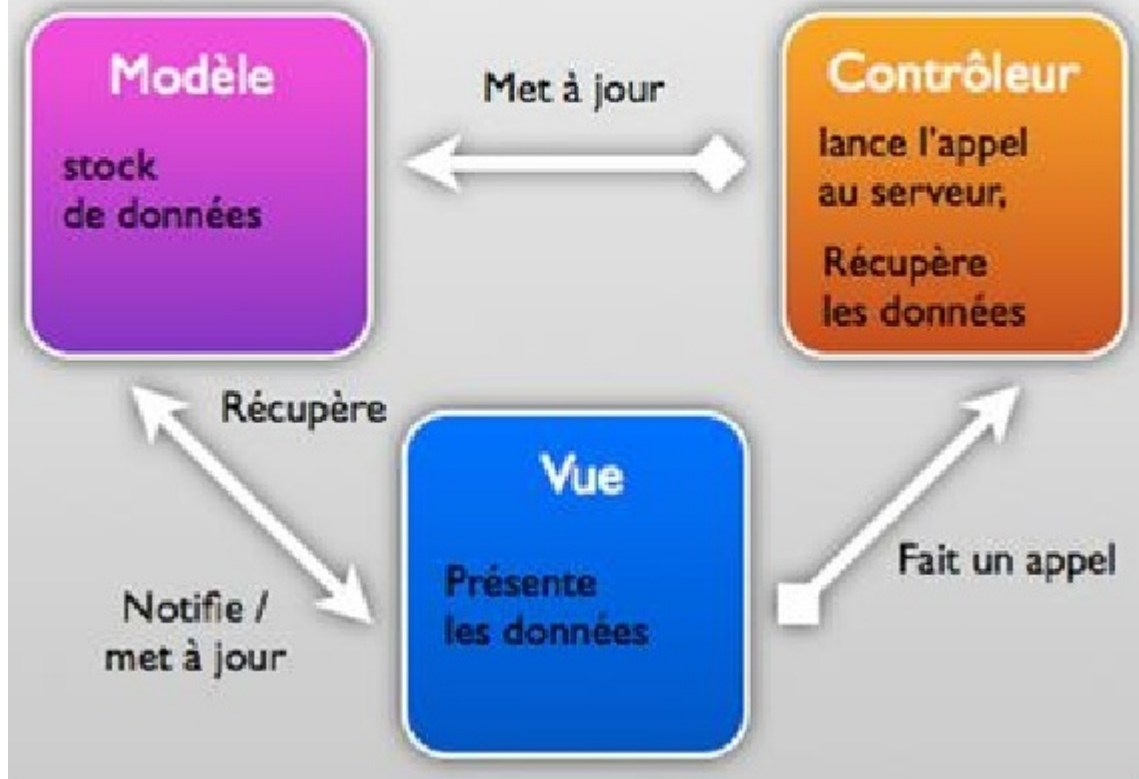 Modèle
stock
de données
Met à jour
Contrôleur
lance l'appel
au serveur,
Récupère
les données
Récupère
Notifie /
met à jour
Vue
Présente
les données
Fait un appel